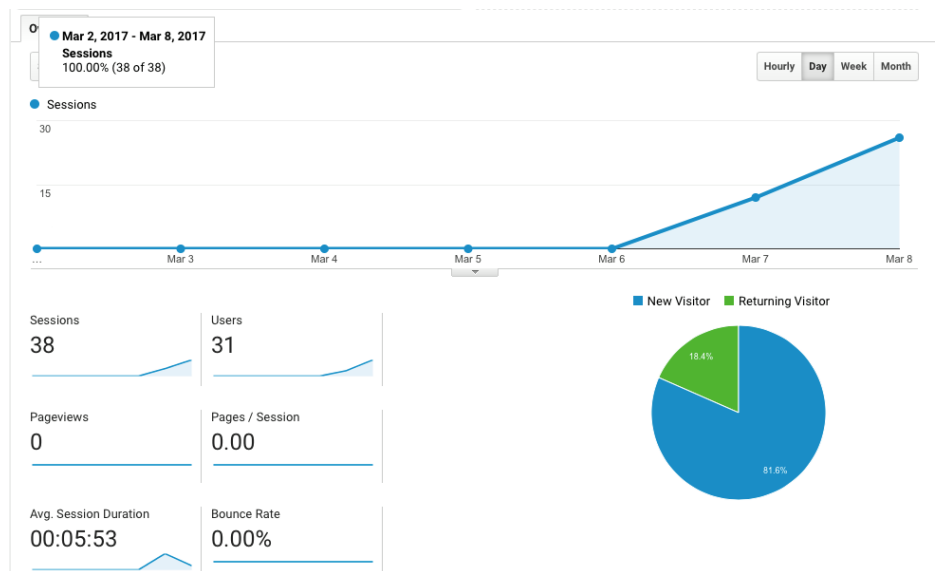 O
Mar 2, 2017 - Mar 8, 2017
Sessions
100.00% (38 of 38)
Hourly Day Week Month
Sessions
30
15
... Mar 3 Mar 4 Mar 5 Mar 6 Mar 7 Mar 8
New Visitor Returning Visitor
Sessions Users
38 31
18.4%
Pageviews Pages / Session
0 0.00
81.6%
Avg. Session Duration Bounce Rate
00:05:53 0.00%